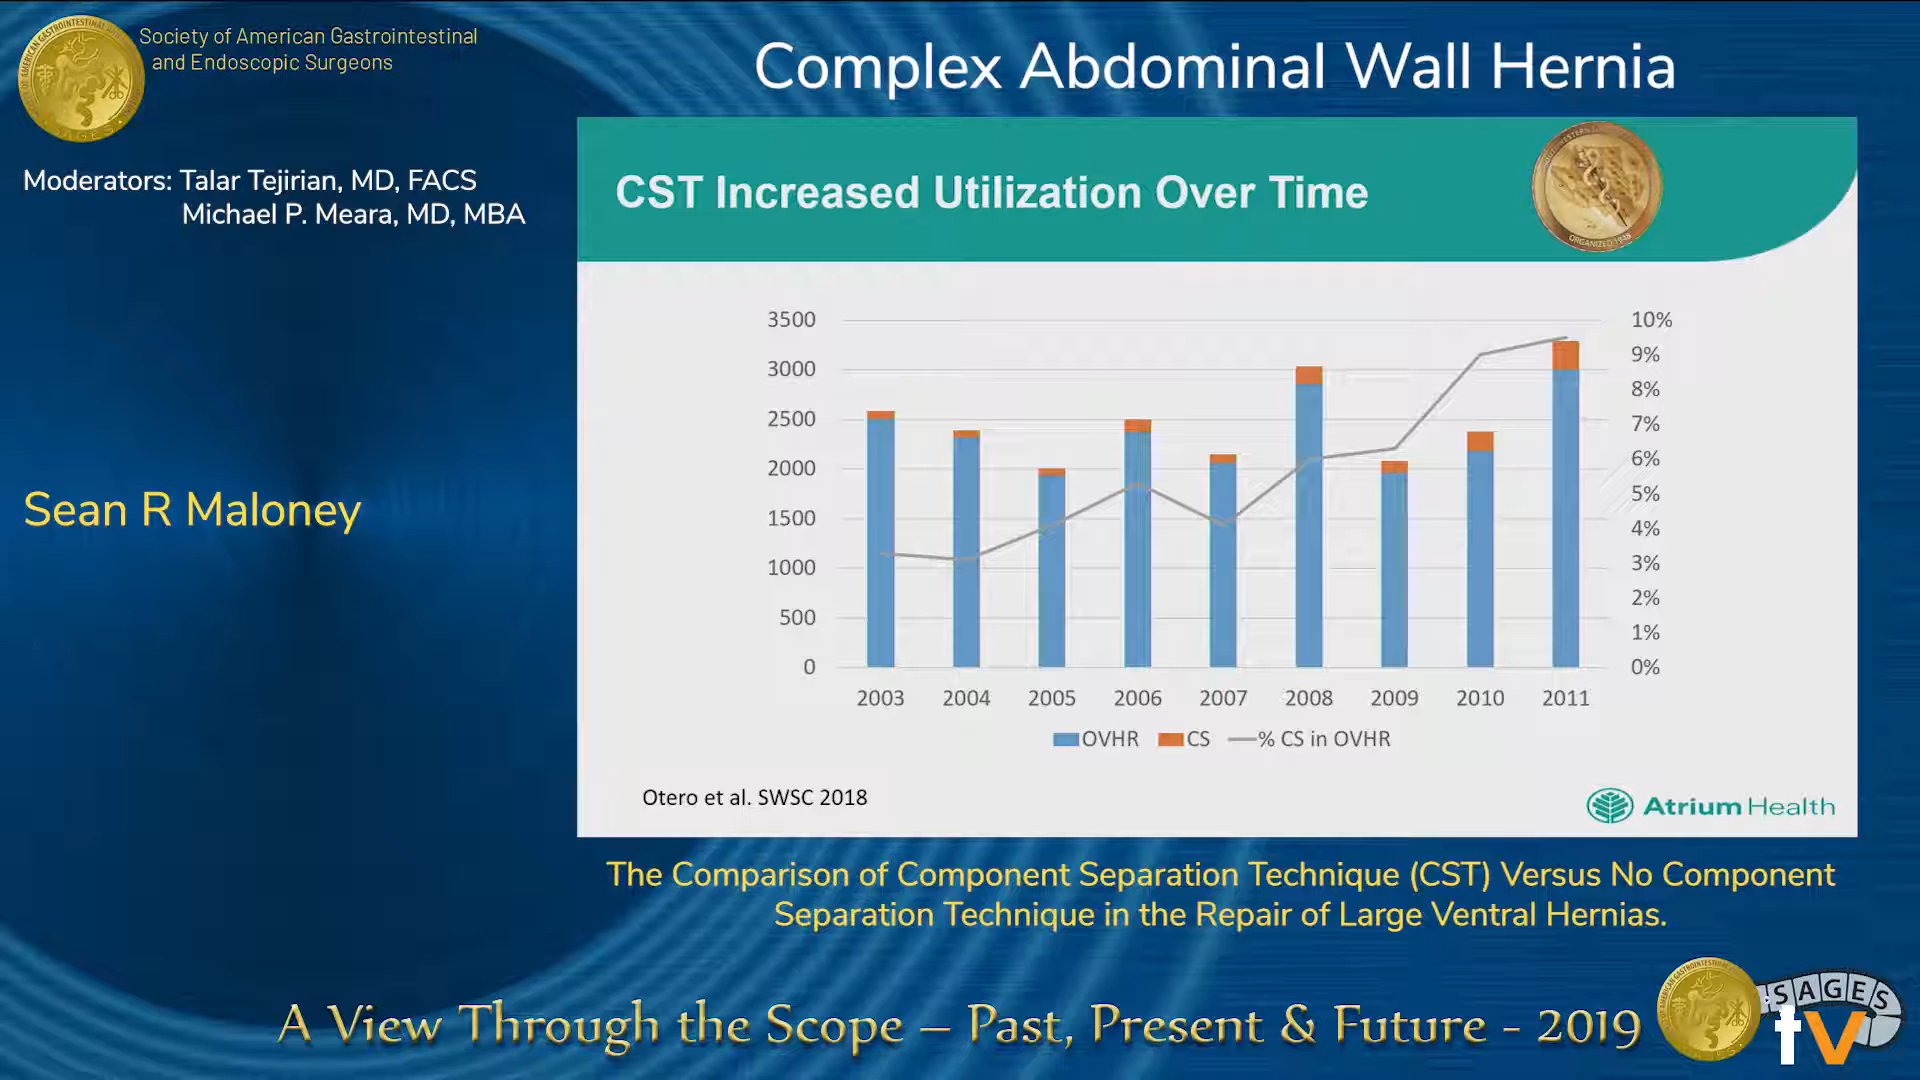 Society of American Gastrointestinal
and Endoscopic Surgeons
Complex Abdominal Wall Hernia
Moderators: Talar Tejirian, MD, FACS
Michael P. Meara, MD, MBA
Sean R Maloney
CST Increased Utilization Over Time
ORGANIZED
3500
3000
2500
2000
1500
1000
500
0
10%
9%
8%
7%
6%
5%
4%
3%
2%
1%
0%
2003 2004 2005 2006 2007 2008 2009 2010 2011
OVHR CS % CS in OVHR
Otero et al. SWSC 2018
Atrium Health
The Comparison of Component Separation Technique (CST) Versus No Component
Separation Technique in the Repair of Large Ventral Hernias.
A View Through the Scope – Past, Present & Future - 2019
SAGES
tv